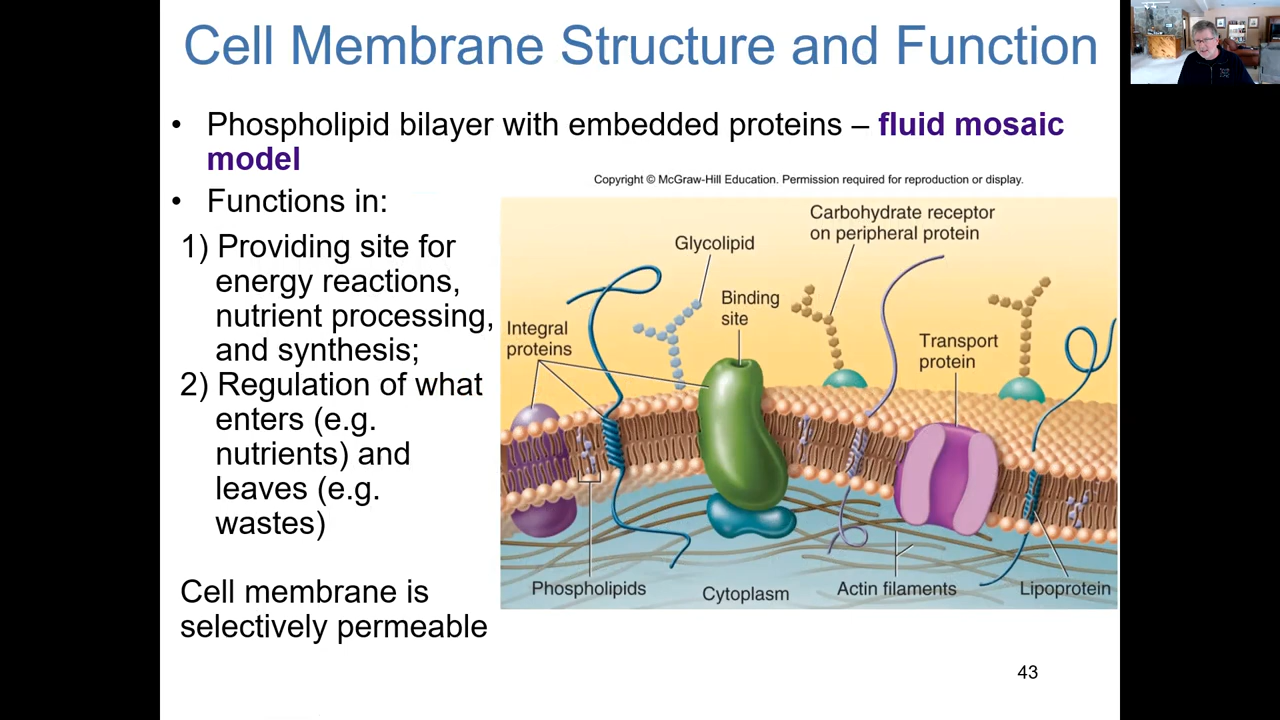 Cell Membrane Structure and Function
• Phospholipid bilayer with embedded proteins – fluid mosaic
model
Copyright © McGraw-Hill Education. Permission required for reproduction or display.
• Functions in:
1) Providing site for
energy reactions,
nutrient processing,
and synthesis;
2) Regulation of what
enters (e.g.
nutrients) and
leaves (e.g.
wastes)
Cell membrane is
selectively permeable
Carbohydrate receptor
on peripheral protein
Glycolipid
Binding
site
Integral
proteins
Transport
protein
Phospholipids
Cytoplasm
Actin filaments
Lipoprotein
43